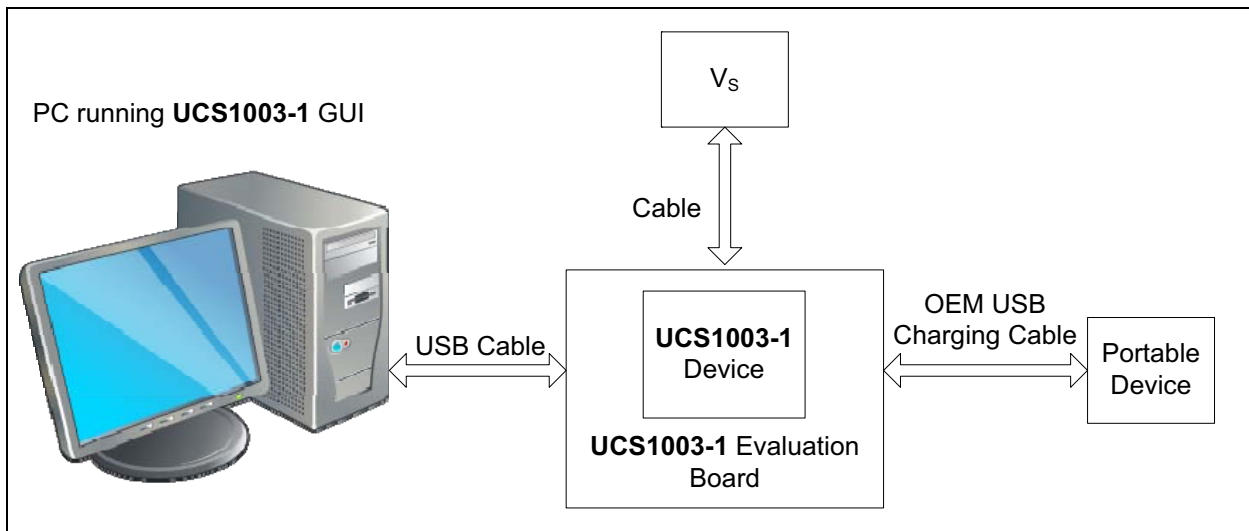 PC running UCS1003-1 GUI
V_S
Cable
USB Cable
UCS1003-1
Device
UCS1003-1 Evaluation
Board
OEM USB
Charging Cable
Portable
Device